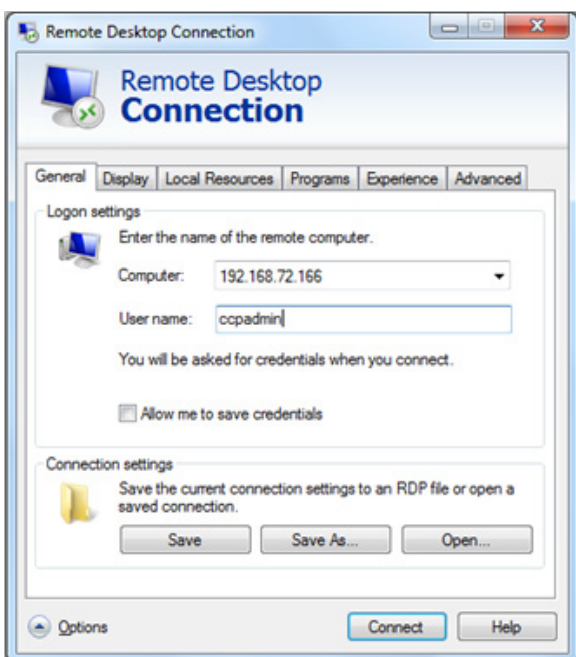 Remote Desktop Connection
Remote Desktop
Connection
General Display Local Resources Programs Experience Advanced
Logon settings
Enter the name of the remote computer.
Computer: 192.168.72.166
User name: ccpadmin
You will be asked for credentials when you connect.
Allow me to save credentials
Connection settings
Save the current connection settings to an RDP file or open a
saved connection.
Save Save As... Open...
Options Connect Help